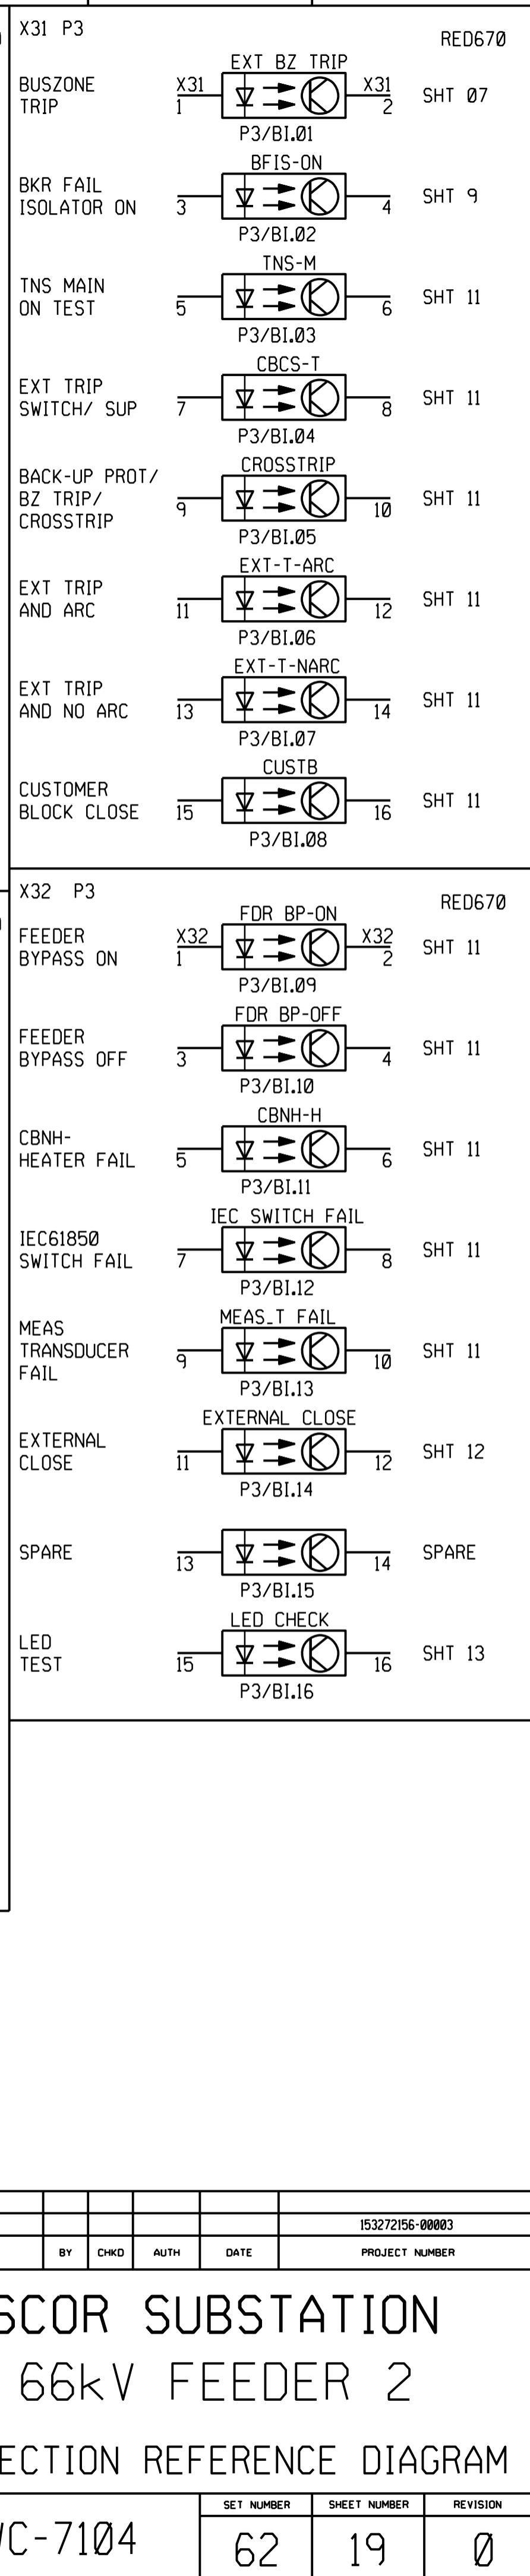 X31 P3
RED670
EXT BZ TRIP
BUSZONE
TRIP
X31
1
X31
2
SHT 07
P3/BI.01
BFIS-ON
BKR FAIL
ISOLATOR ON
3
4
SHT 9
P3/BI.02
TNS-M
TNS MAIN
ON TEST
5
6
SHT 11
P3/BI.03
CBCS-T
EXT TRIP
SWITCH/ SUP
7
8
SHT 11
P3/BI.04
CROSSTRIP
BACK-UP PROT/
BZ TRIP/
CROSSTRIP
9
10
SHT 11
P3/BI.05
EXT-T-ARC
EXT TRIP
AND ARC
11
12
SHT 11
P3/BI.06
EXT-T-NARC
EXT TRIP
AND NO ARC
13
14
SHT 11
P3/BI.07
CUSTB
CUSTOMER
BLOCK CLOSE
15
16
SHT 11
P3/BI.08
X32 P3
RED670
FDR BP-ON
FEEDER
BYPASS ON
X32
1
X32
2
SHT 11
P3/BI.09
FDR BP-OFF
FEEDER
BYPASS OFF
3
4
SHT 11
P3/BI.10
CBNH-H
CBNH-
HEATER FAIL
5
6
SHT 11
P3/BI.11
IEC SWITCH FAIL
IEC61850
SWITCH FAIL
7
8
SHT 11
P3/BI.12
MEAS_T FAIL
MEAS
TRANSDUCER
FAIL
9
10
SHT 11
P3/BI.13
EXTERNAL CLOSE
EXTERNAL
CLOSE
11
12
SHT 12
P3/BI.14
SPARE
13
14
SPARE
P3/BI.15
LED CHECK
LED
TEST
15
16
SHT 13
P3/BI.16
153272156-00003
BY CHKD AUTH DATE PROJECT NUMBER
SCOR SUBSTATION
66kV FEEDER 2
ECTION REFERENCE DIAGRAM
SET NUMBER SHEET NUMBER REVISION
C-7104
62 19 0